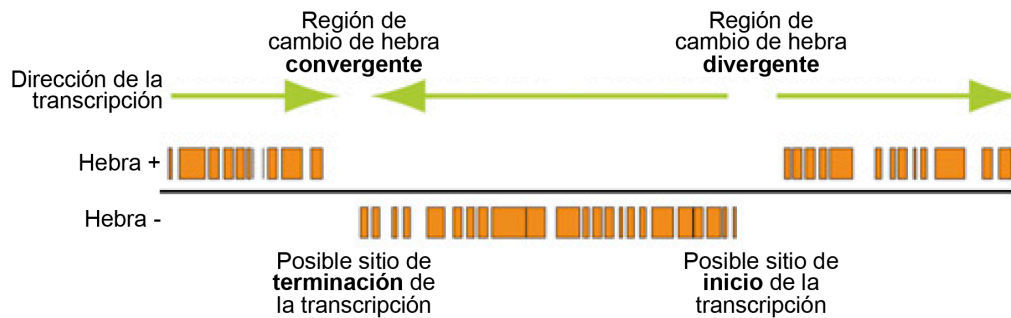 Región de
cambio de hebra
convergente
Región de
cambio de hebra
divergente
Dirección de la
transcripción
Hebra +
Hebra -
Posible sitio de
terminación de
la transcripción
Posible sitio de
inicio de la
transcripción